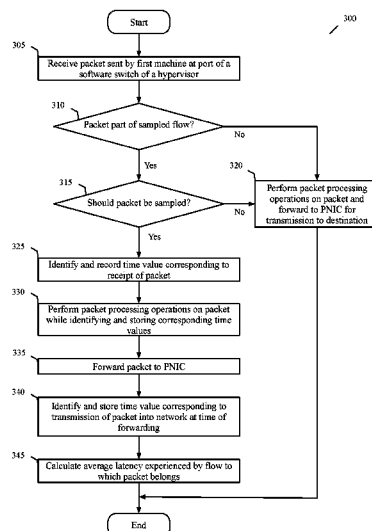 Start
300
305
Receive packet sent by first machine at port of a
software switch of a hypervisor
310
Packet part of sampled flow?
No
Yes
315
Should packet be sampled?
No
320
Perform packet processing
operations on packet and
forward to PNIC for
transmission to destination
Yes
325
Identify and record time value corresponding to
receipt of packet
330
Perform packet processing operations on packet
while identifying and storing corresponding time
values
335
Forward packet to PNIC
340
Identify and store time value corresponding to
transmission of packet into network at time of
forwarding
345
Calculate average latency experienced by flow to
which packet belongs
End